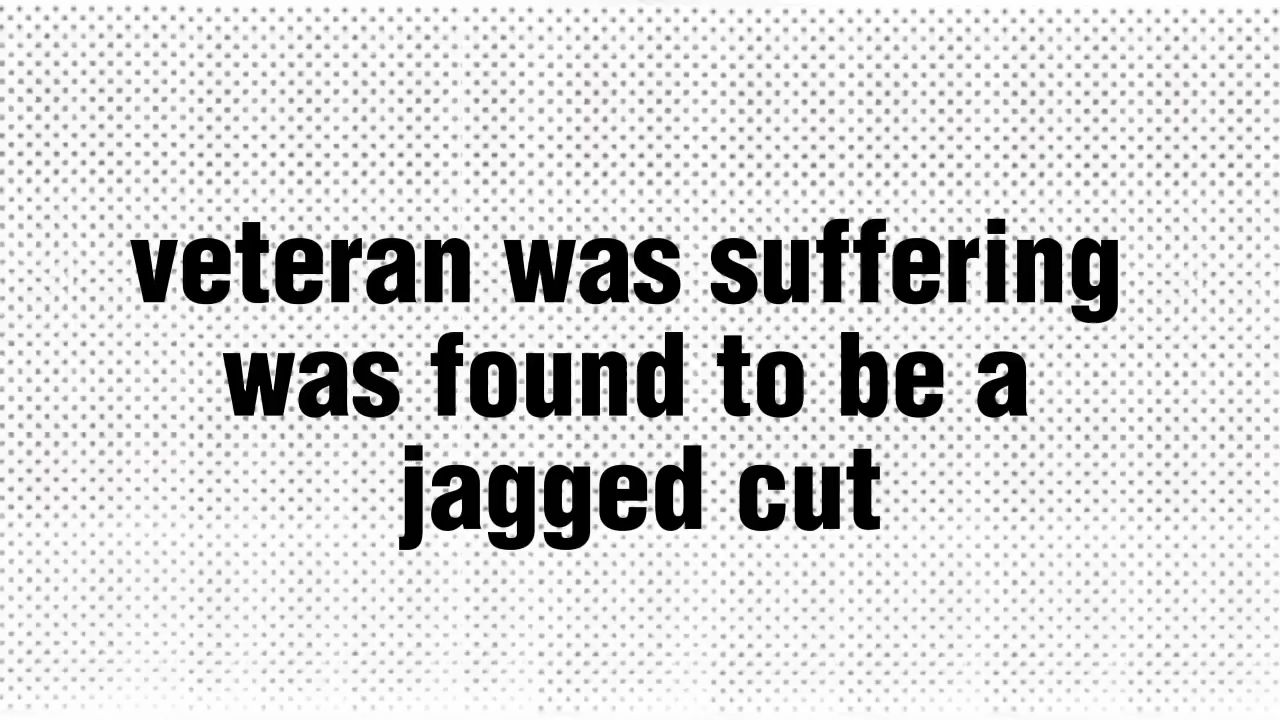 veteran was suffering
was found to be a
jagged cut